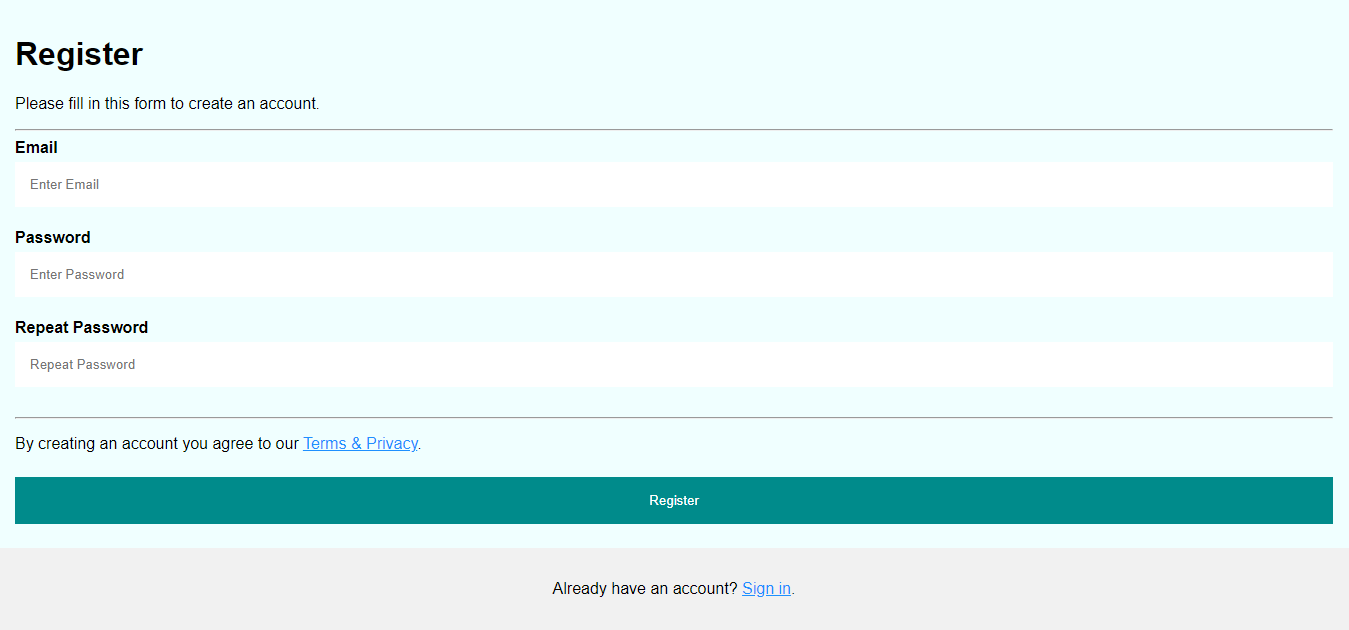 Register
Please fill in this form to create an account.
Email
Enter Email
Password
Enter Password
Repeat Password
Repeat Password
By creating an account you agree to our Terms & Privacy.
Register
Already have an account? Sign in.